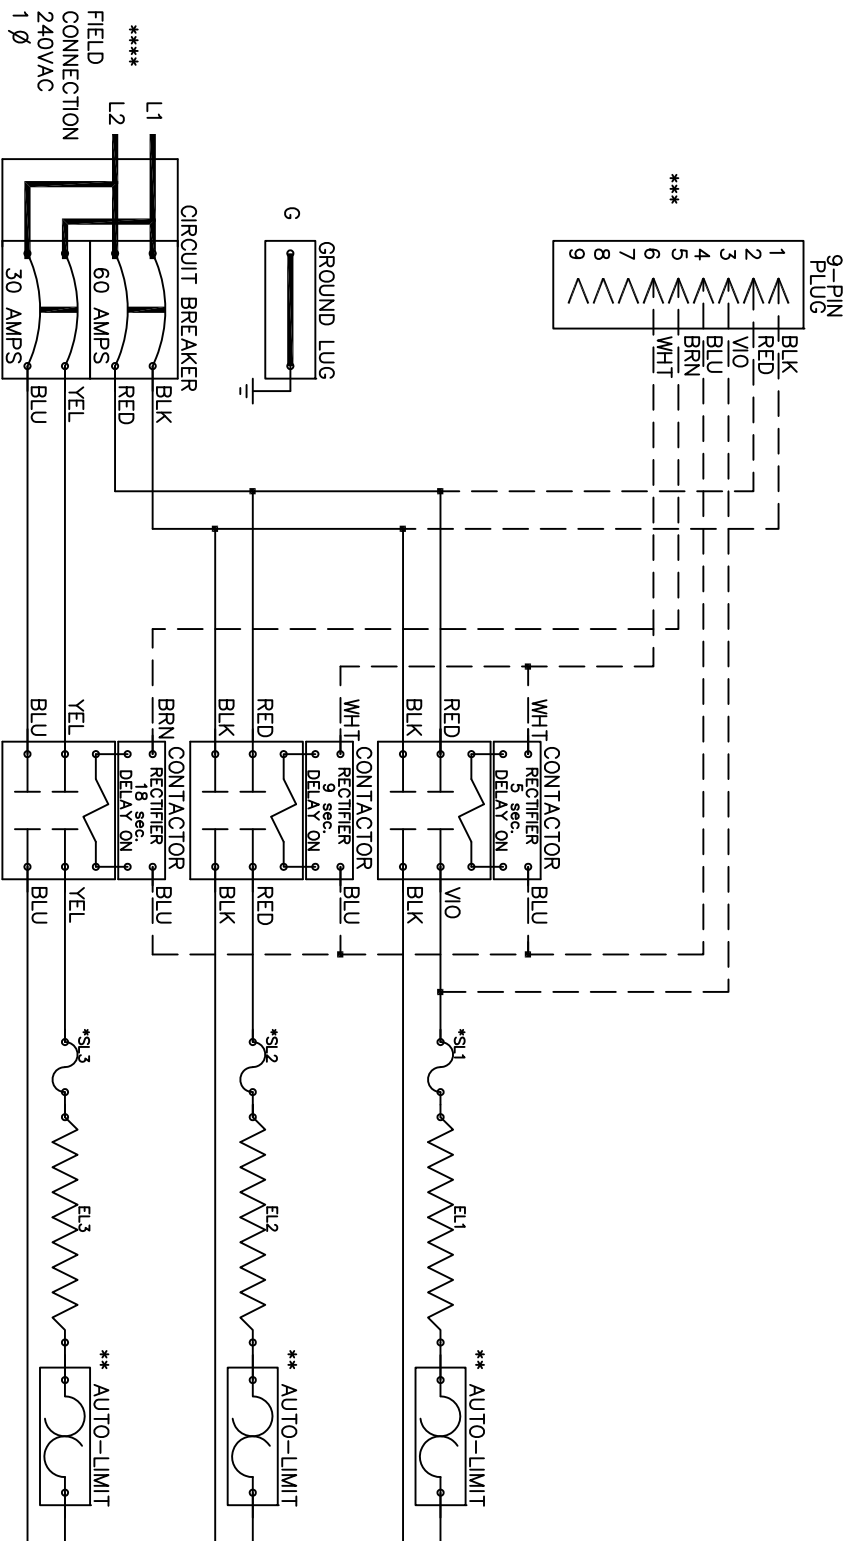 9-PIN
PLUG
1
2
3
4
5
6
7
8
9
BLK
RED
VIO
BLU
BRN
WHT
***
GROUND LUG
G
CIRCUIT BREAKER
60 AMPS
30 AMPS
L1
L2
****
FIELD
CONNECTION
240VAC
1 Ø
BLK
RED
YEL
BLU
CONTACTOR
WHT
RECTIFIER
5 sec.
DELAY ON
BLU
RED
BLK
VIO
BLK
*SL1
EL1
** AUTO-LIMIT
CONTACTOR
WHT
RECTIFIER
9 sec.
DELAY ON
BLU
RED
BLK
RED
BLK
*SL2
EL2
** AUTO-LIMIT
CONTACTOR
BRN
RECTIFIER
18 sec.
DELAY ON
BLU
YEL
BLU
YEL
BLU
*SL3
EL3
** AUTO-LIMIT